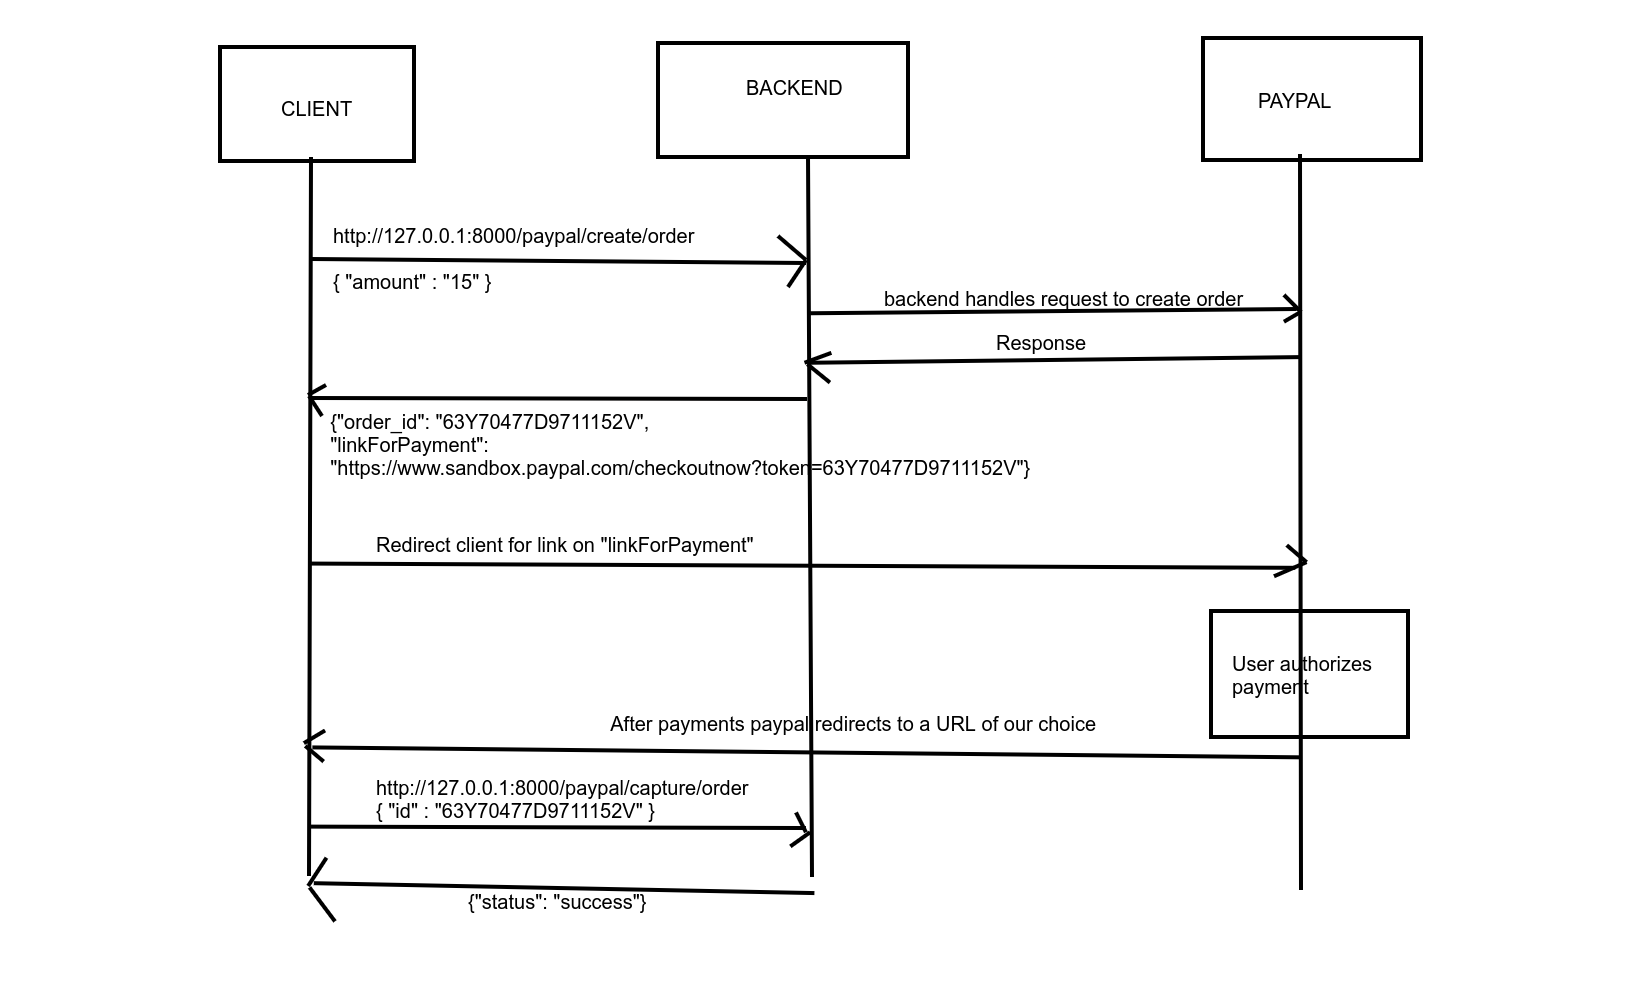 CLIENT
BACKEND
PAYPAL
http://127.0.0.1:8000/paypal/create/order
{ "amount" : "15" }
backend handles request to create order
Response
{"order_id": "63Y70477D9711152V",
"linkForPayment":
"https://www.sandbox.paypal.com/checkoutnow?token=63Y70477D9711152V"}
Redirect client for link on "linkForPayment"
User authorizes
payment
After payments paypal redirects to a URL of our choice
http://127.0.0.1:8000/paypal/capture/order
{ "id" : "63Y70477D9711152V" }
{"status": "success"}